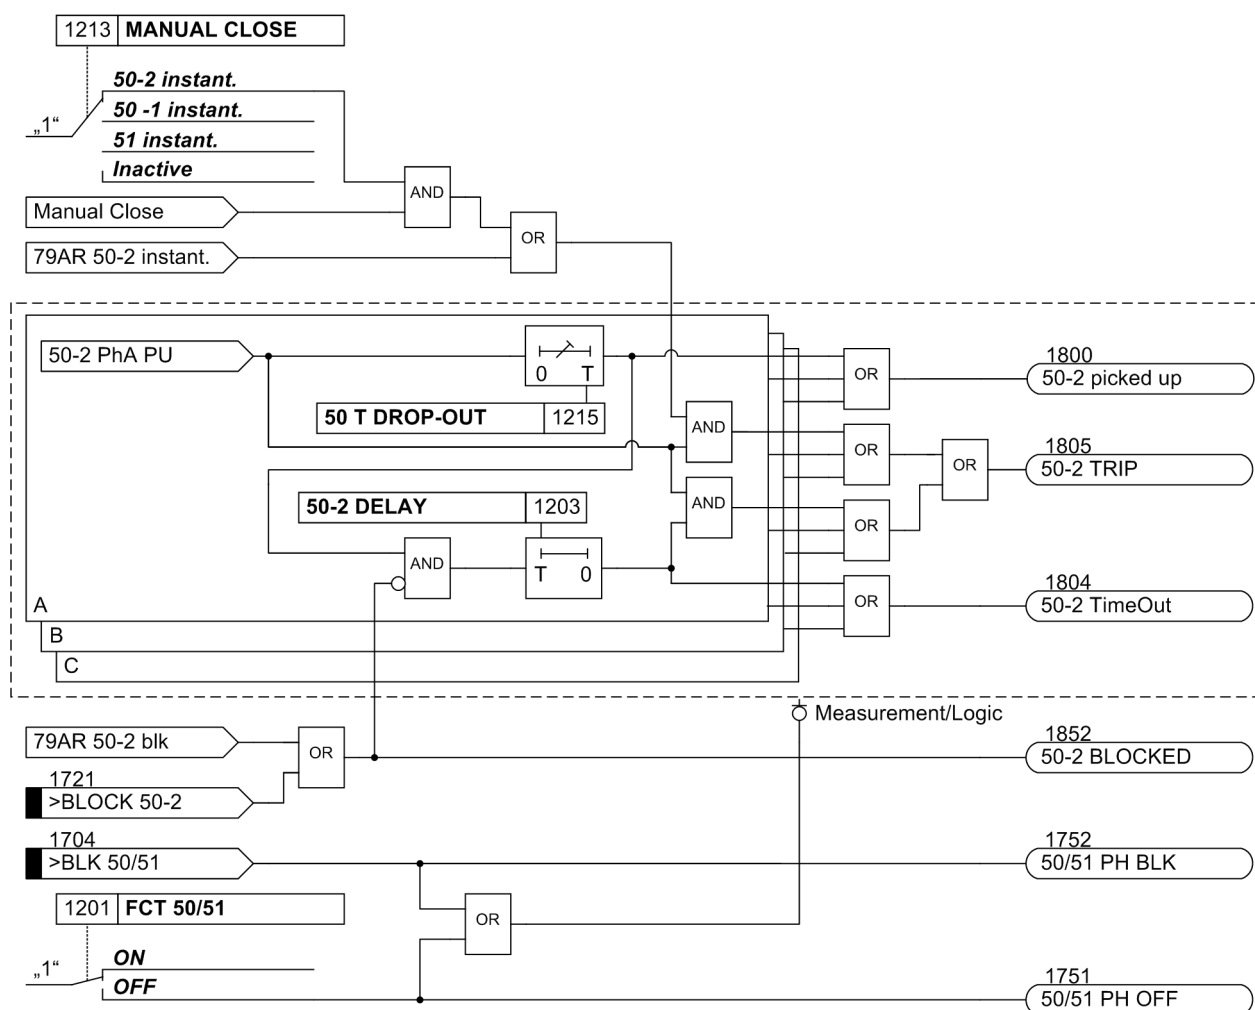 1213 MANUAL CLOSE
50-2 instant.
50 -1 instant.
„1“
51 instant.
Inactive
AND
Manual Close
OR
79AR 50-2 instant.
50-2 PhA PU
0 T
50 T DROP-OUT 1215
AND
OR
1800
50-2 picked up
OR
OR
1805
50-2 TRIP
50-2 DELAY 1203
AND
OR
AND
T 0
OR
1804
50-2 TimeOut
A
B
C
Measurement/Logic
79AR 50-2 blk
OR
1852
50-2 BLOCKED
1721
>BLOCK 50-2
1704
>BLK 50/51
1752
50/51 PH BLK
1201 FCT 50/51
OR
„1“
ON
OFF
1751
50/51 PH OFF